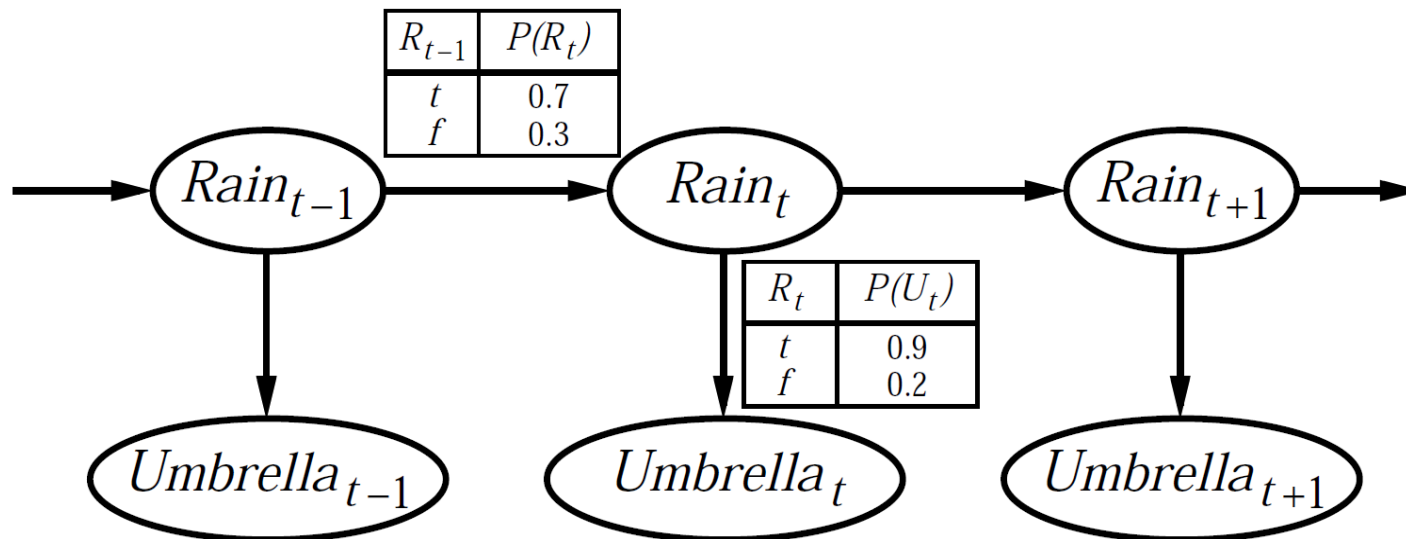 R_{t–1} P(R_t)
t 0.7
f 0.3
Rain_{t–1} Rain_t Rain_{t+1}
R_t P(U_t)
t 0.9
f 0.2
Umbrella_{t–1} Umbrella_t Umbrella_{t+1}